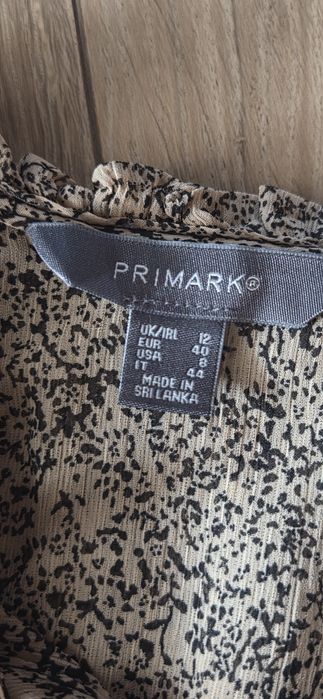 PRIMARK®
UK/IRL 12
EUR 40
USA 8
IT 44
MADE IN
SRI LANKA